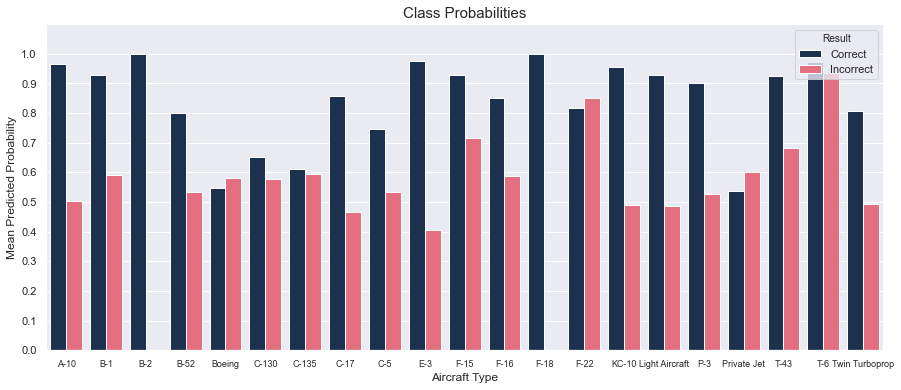 Class Probabilities
Result
Correct
Incorrect
Mean Predicted Probability
1.0
0.9
0.8
0.7
0.6
0.5
0.4
0.3
0.2
0.1
0.0
A-10 B-1 B-2 B-52 Boeing C-130 C-135 C-17 C-5 E-3 F-15 F-16 F-18 F-22 KC-10 Light Aircraft P-3 Private Jet T-43 T-6 Twin Turboprop
Aircraft Type